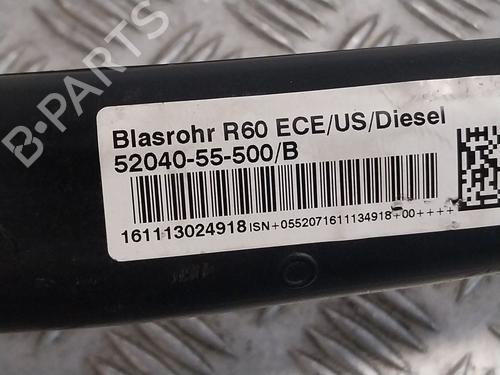 B-PARTS
Blasrohr R60 ECE/US/Diesel
52040-55-500/B
161113024918 ISN+0552071611134918+00++++